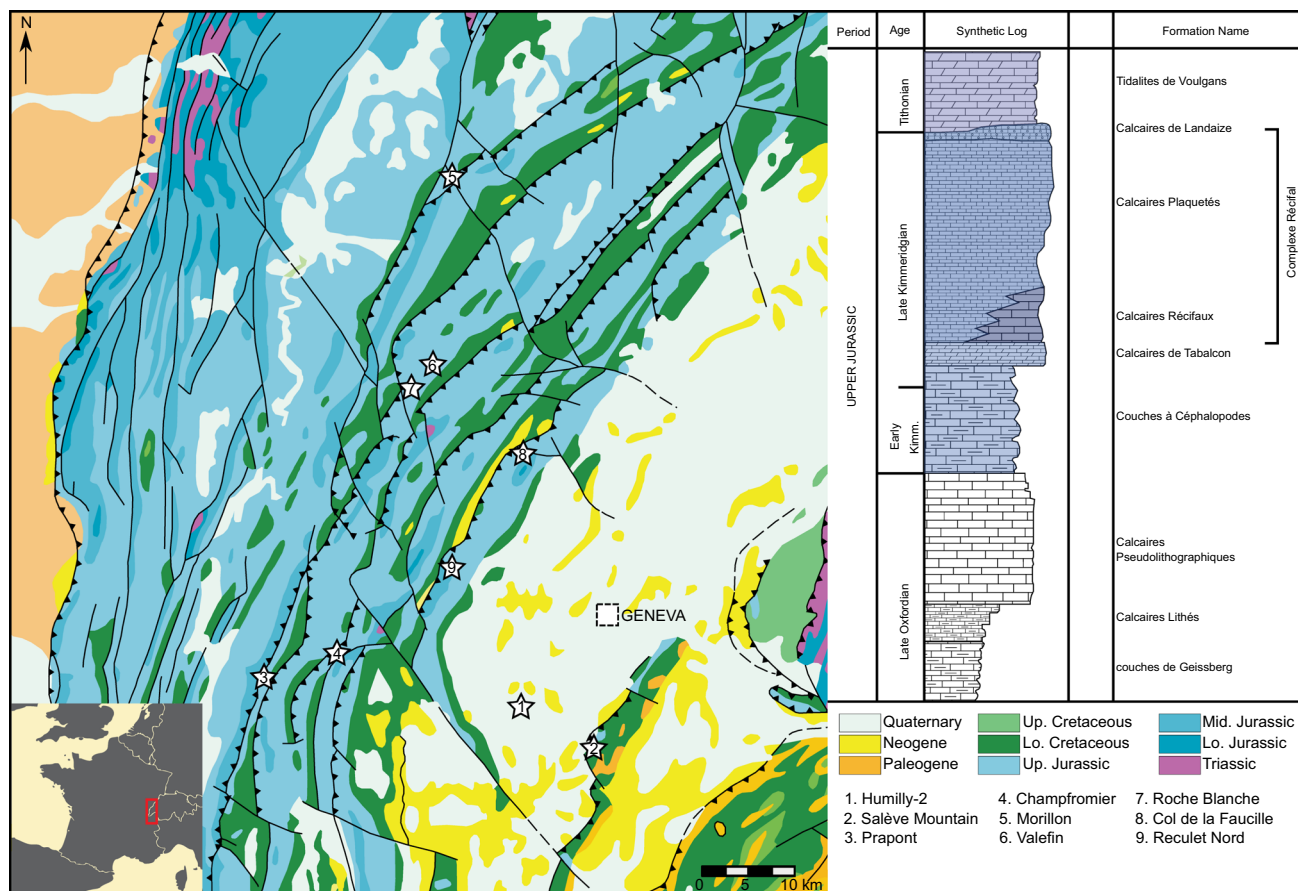 N
5
6
7
8
9
GENEVA
4
3
1
2
0 5 10 km
Period
Age
Synthetic Log
Formation Name
UPPER JURASSIC
Tithonian
Late Kimmeridgian
Early
Kimm.
Late Oxfordian
Tidalites de Voulgans
Calcaires de Landaize
Calcaires Plaquetés
Calcaires Récifaux
Calcaires de Tabalcon
Couches à Céphalopodes
Calcaires
Pseudolithographiques
Calcaires Lithés
couches de Geissberg
Complexe Récifal
Quaternary
Neogene
Paleogene
Up. Cretaceous
Lo. Cretaceous
Up. Jurassic
Mid. Jurassic
Lo. Jurassic
Triassic
1. Humilly-2
2. Salève Mountain
3. Prapont
4. Champfromier
5. Morillon
6. Valefin
7. Roche Blanche
8. Col de la Faucille
9. Reculet Nord